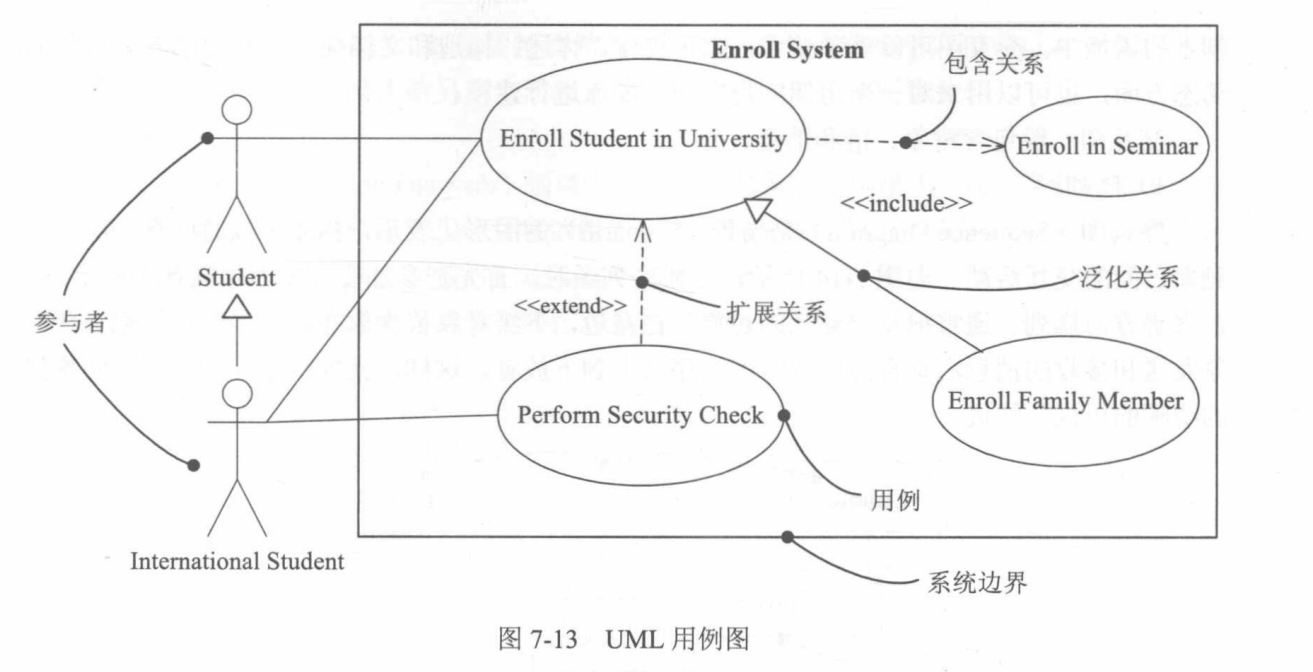 Enroll System
包含关系
Enroll Student in University
Enroll in Seminar
<<include>>
Student
泛化关系
<<extend>>
扩展关系
参与者
Enroll Family Member
Perform Security Check
用例
International Student
系统边界
图 7-13 UML 用例图